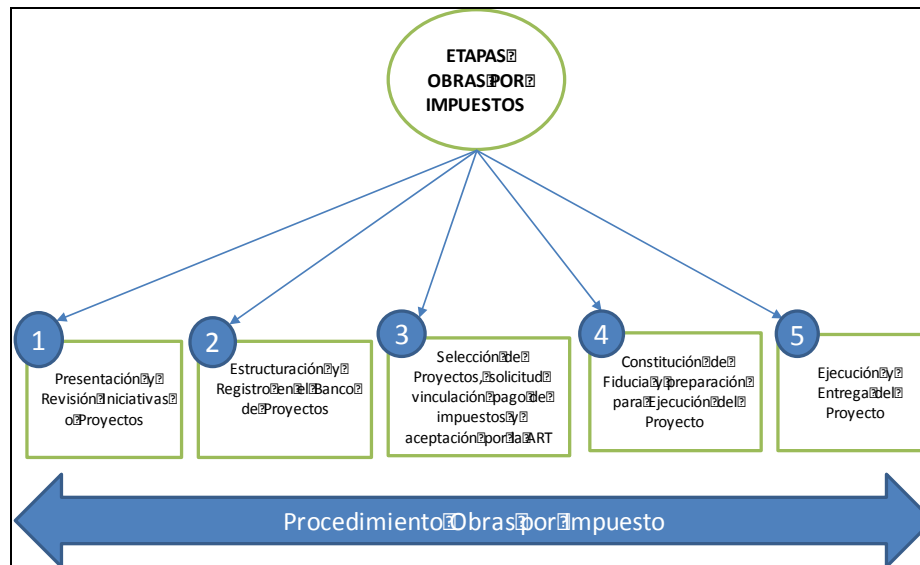 ETAPAS
OBRAS POR
IMPUESTOS
1
Presentación y
Revisión Iniciativas
o Proyectos
2
Estructuración y
Registro en el Banco
de Proyectos
3
Selección de
Proyectos, solicitud
vinculación pago de
impuestos y
aceptación por la ART
4
Constitución de
Fiducia y preparación
para Ejecución del
Proyecto
5
Ejecución y
Entrega del
Proyecto
Procedimiento Obras por Impuesto